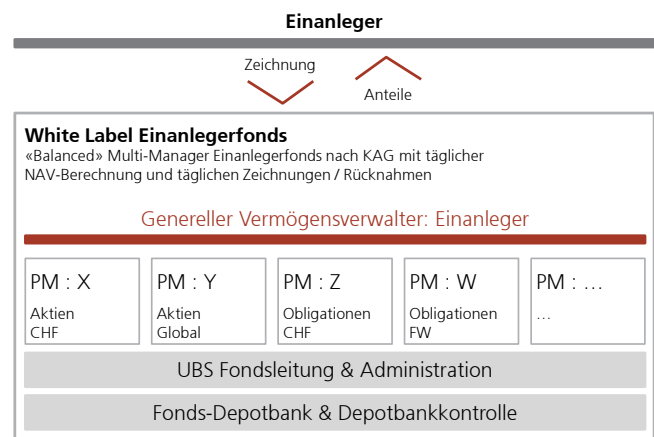 Einanleger
Zeichnung
Anteile
White Label Einanlegerfonds
«Balanced» Multi-Manager Einanlegerfonds nach KAG mit täglicher
NAV-Berechnung und täglichen Zeichnungen / Rücknahmen
Genereller Vermögensverwalter: Einanleger
PM : X
Aktien
CHF
PM : Y
Aktien
Global
PM : Z
Obligationen
CHF
PM : W
Obligationen
FW
PM : …
…
UBS Fondsleitung & Administration
Fonds-Depotbank & Depotbankkontrolle